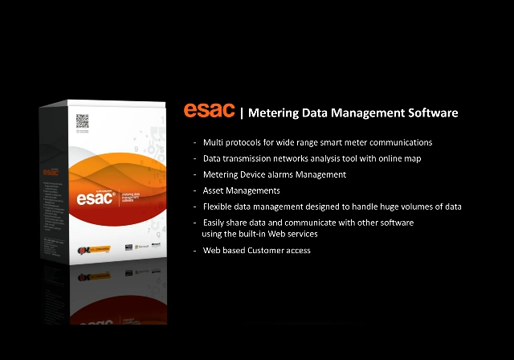 esac | Metering Data Management Software
- Multi protocols for wide range smart meter communications
- Data transmission networks analysis tool with online map
- Metering Device alarms Management
- Asset Managements
- Flexible data management designed to handle huge volumes of data
- Easily share data and communicate with other software
using the built-in Web services
- Web based Customer access
esac